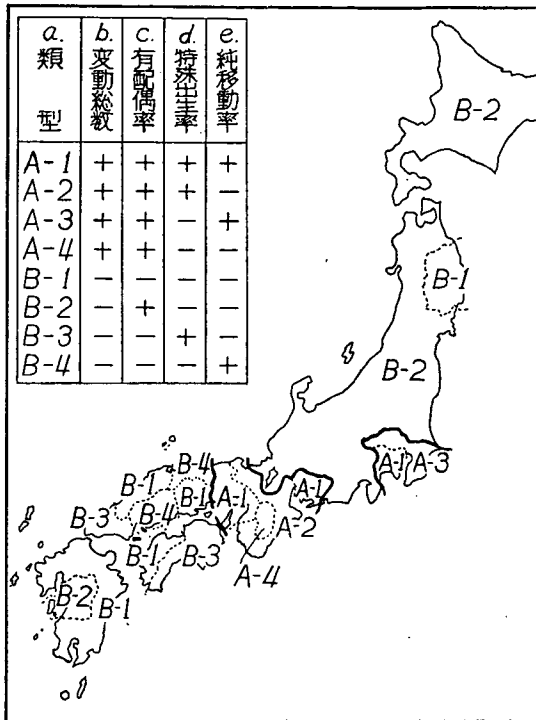 a. 類型 b. 変動総数 c. 有配偶率 d. 特殊出生率 e. 純移動率
A-1 + + + +
A-2 + + + −
A-3 + + − +
A-4 + + − −
B-1 − − − −
B-2 − + − −
B-3 − − + −
B-4 − − − +
B-2
B-1
B-2
A-1 A-3
B-4
B-1
B-1
A-1
A-1
B-3
B-4
A-2
B-1
B-3
A-4
B-2
B-1